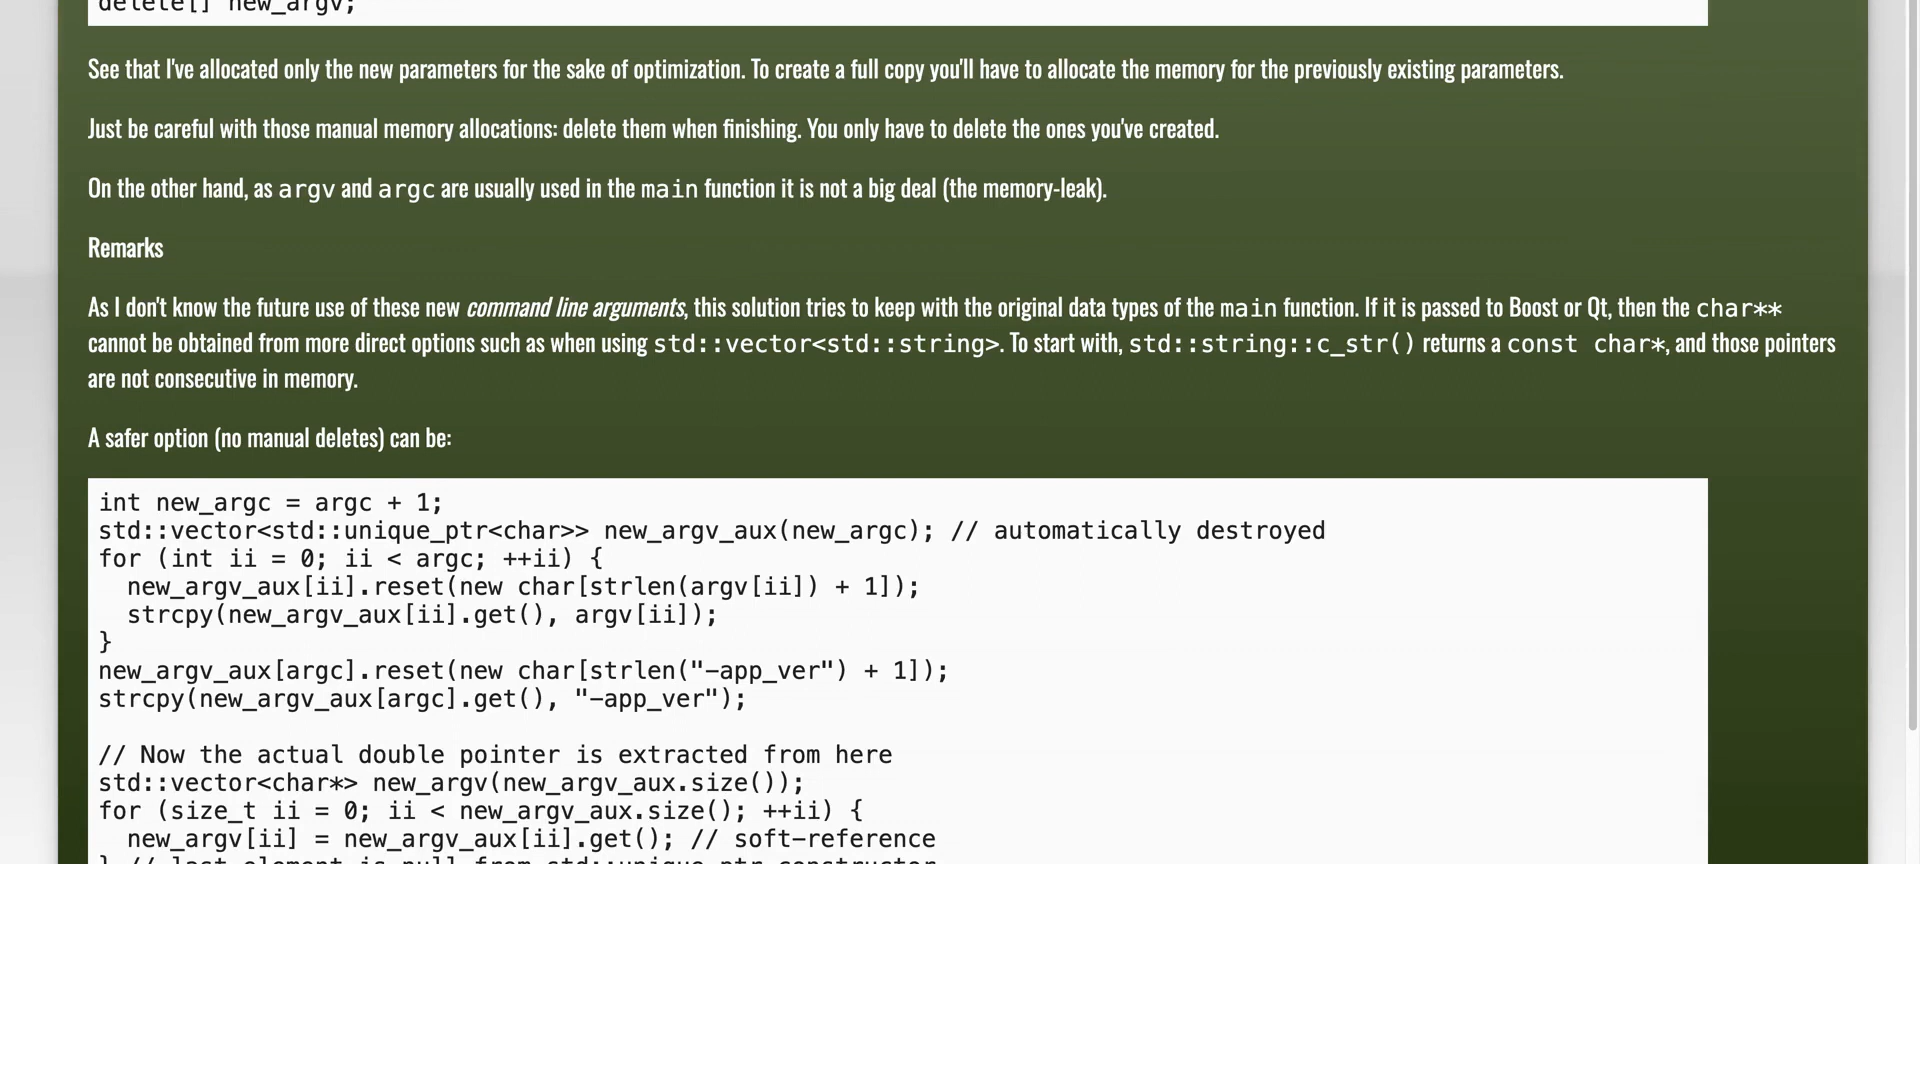 delete[] new_argv;
See that I've allocated only the new parameters for the sake of optimization. To create a full copy you'll have to allocate the memory for the previously existing parameters.
Just be careful with those manual memory allocations: delete them when finishing. You only have to delete the ones you've created.
On the other hand, as argv and argc are usually used in the main function it is not a big deal (the memory-leak).
Remarks
As I don't know the future use of these new command line arguments, this solution tries to keep with the original data types of the main function. If it is passed to Boost or Qt, then the char**
cannot be obtained from more direct options such as when using std::vector<std::string>. To start with, std::string::c_str() returns a const char*, and those pointers
are not consecutive in memory.
A safer option (no manual deletes) can be:
int new_argc = argc + 1;
std::vector<std::unique_ptr<char>> new_argv_aux(new_argc); // automatically destroyed
for (int ii = 0; ii < argc; ++ii) {
  new_argv_aux[ii].reset(new char[strlen(argv[ii]) + 1]);
  strcpy(new_argv_aux[ii].get(), argv[ii]);
}
new_argv_aux[argc].reset(new char[strlen("-app_ver") + 1]);
strcpy(new_argv_aux[argc].get(), "-app_ver");
// Now the actual double pointer is extracted from here
std::vector<char*> new_argv(new_argv_aux.size());
for (size_t ii = 0; ii < new_argv_aux.size(); ++ii) {
  new_argv[ii] = new_argv_aux[ii].get(); // soft-reference
} // last element is null from std::unique_ptr constructor